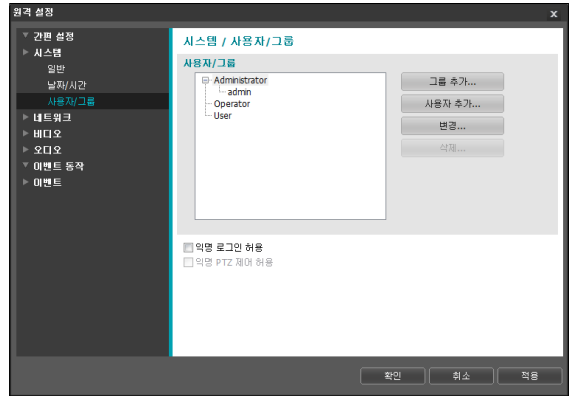 원격 설정
x
간편 설정
시스템
일반
날짜/시간
사용자/그룹
네트워크
비디오
오디오
이벤트 동작
이벤트
시스템 / 사용자/그룹
사용자/그룹
Administrator
admin
Operator
User
그룹 추가...
사용자 추가...
변경...
삭제...
익명 로그인 허용
익명 PTZ 제어 허용
확인
취소
적용